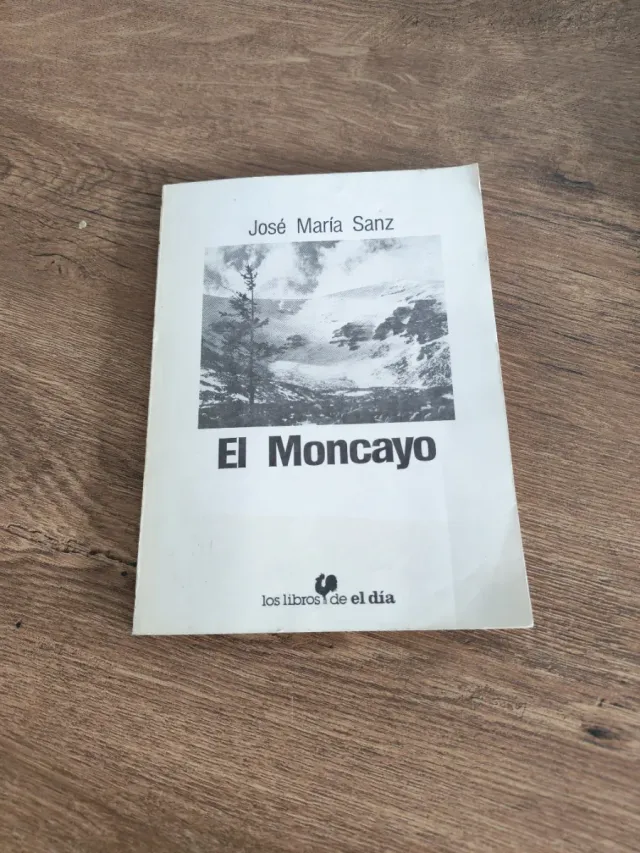 José María Sanz
El Moncayo
los libros de el día